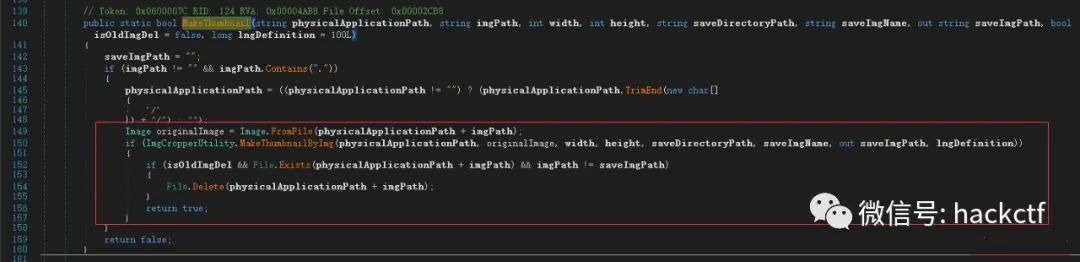 139 // Token: 0x0600007C RID: 124 RVA: 0x00004AB8 File Offset: 0x00002CB8
140 public static bool MakeThumbnail(string physicalApplicationPath, string imgPath, int width, int height, string saveDirectoryPath, string saveImgName, out string saveImgPath, bool
isOldImgDel = false, long lngDefinition = 100L)
141 {
142 saveImgPath = "";
143 if (imgPath != "" && imgPath.Contains("."))
144 {
145 physicalApplicationPath = ((physicalApplicationPath != "") ? (physicalApplicationPath.TrimEnd(new char[]
146 {
147 '/'
148 }) + "/") : "");
149 Image originalImage = Image.FromFile(physicalApplicationPath + imgPath);
150 if (ImgCropperUtility.MakeThumbnailByImg(physicalApplicationPath, originalImage, width, height, saveDirectoryPath, saveImgName, out saveImgPath, lngDefinition))
151 {
152 if (isOldImgDel && File.Exists(physicalApplicationPath + imgPath) && imgPath != saveImgPath)
153 {
154 File.Delete(physicalApplicationPath + imgPath);
155 }
156 return true;
157 }
158 }
159 return false;
160 }
161
微信号: hackctf